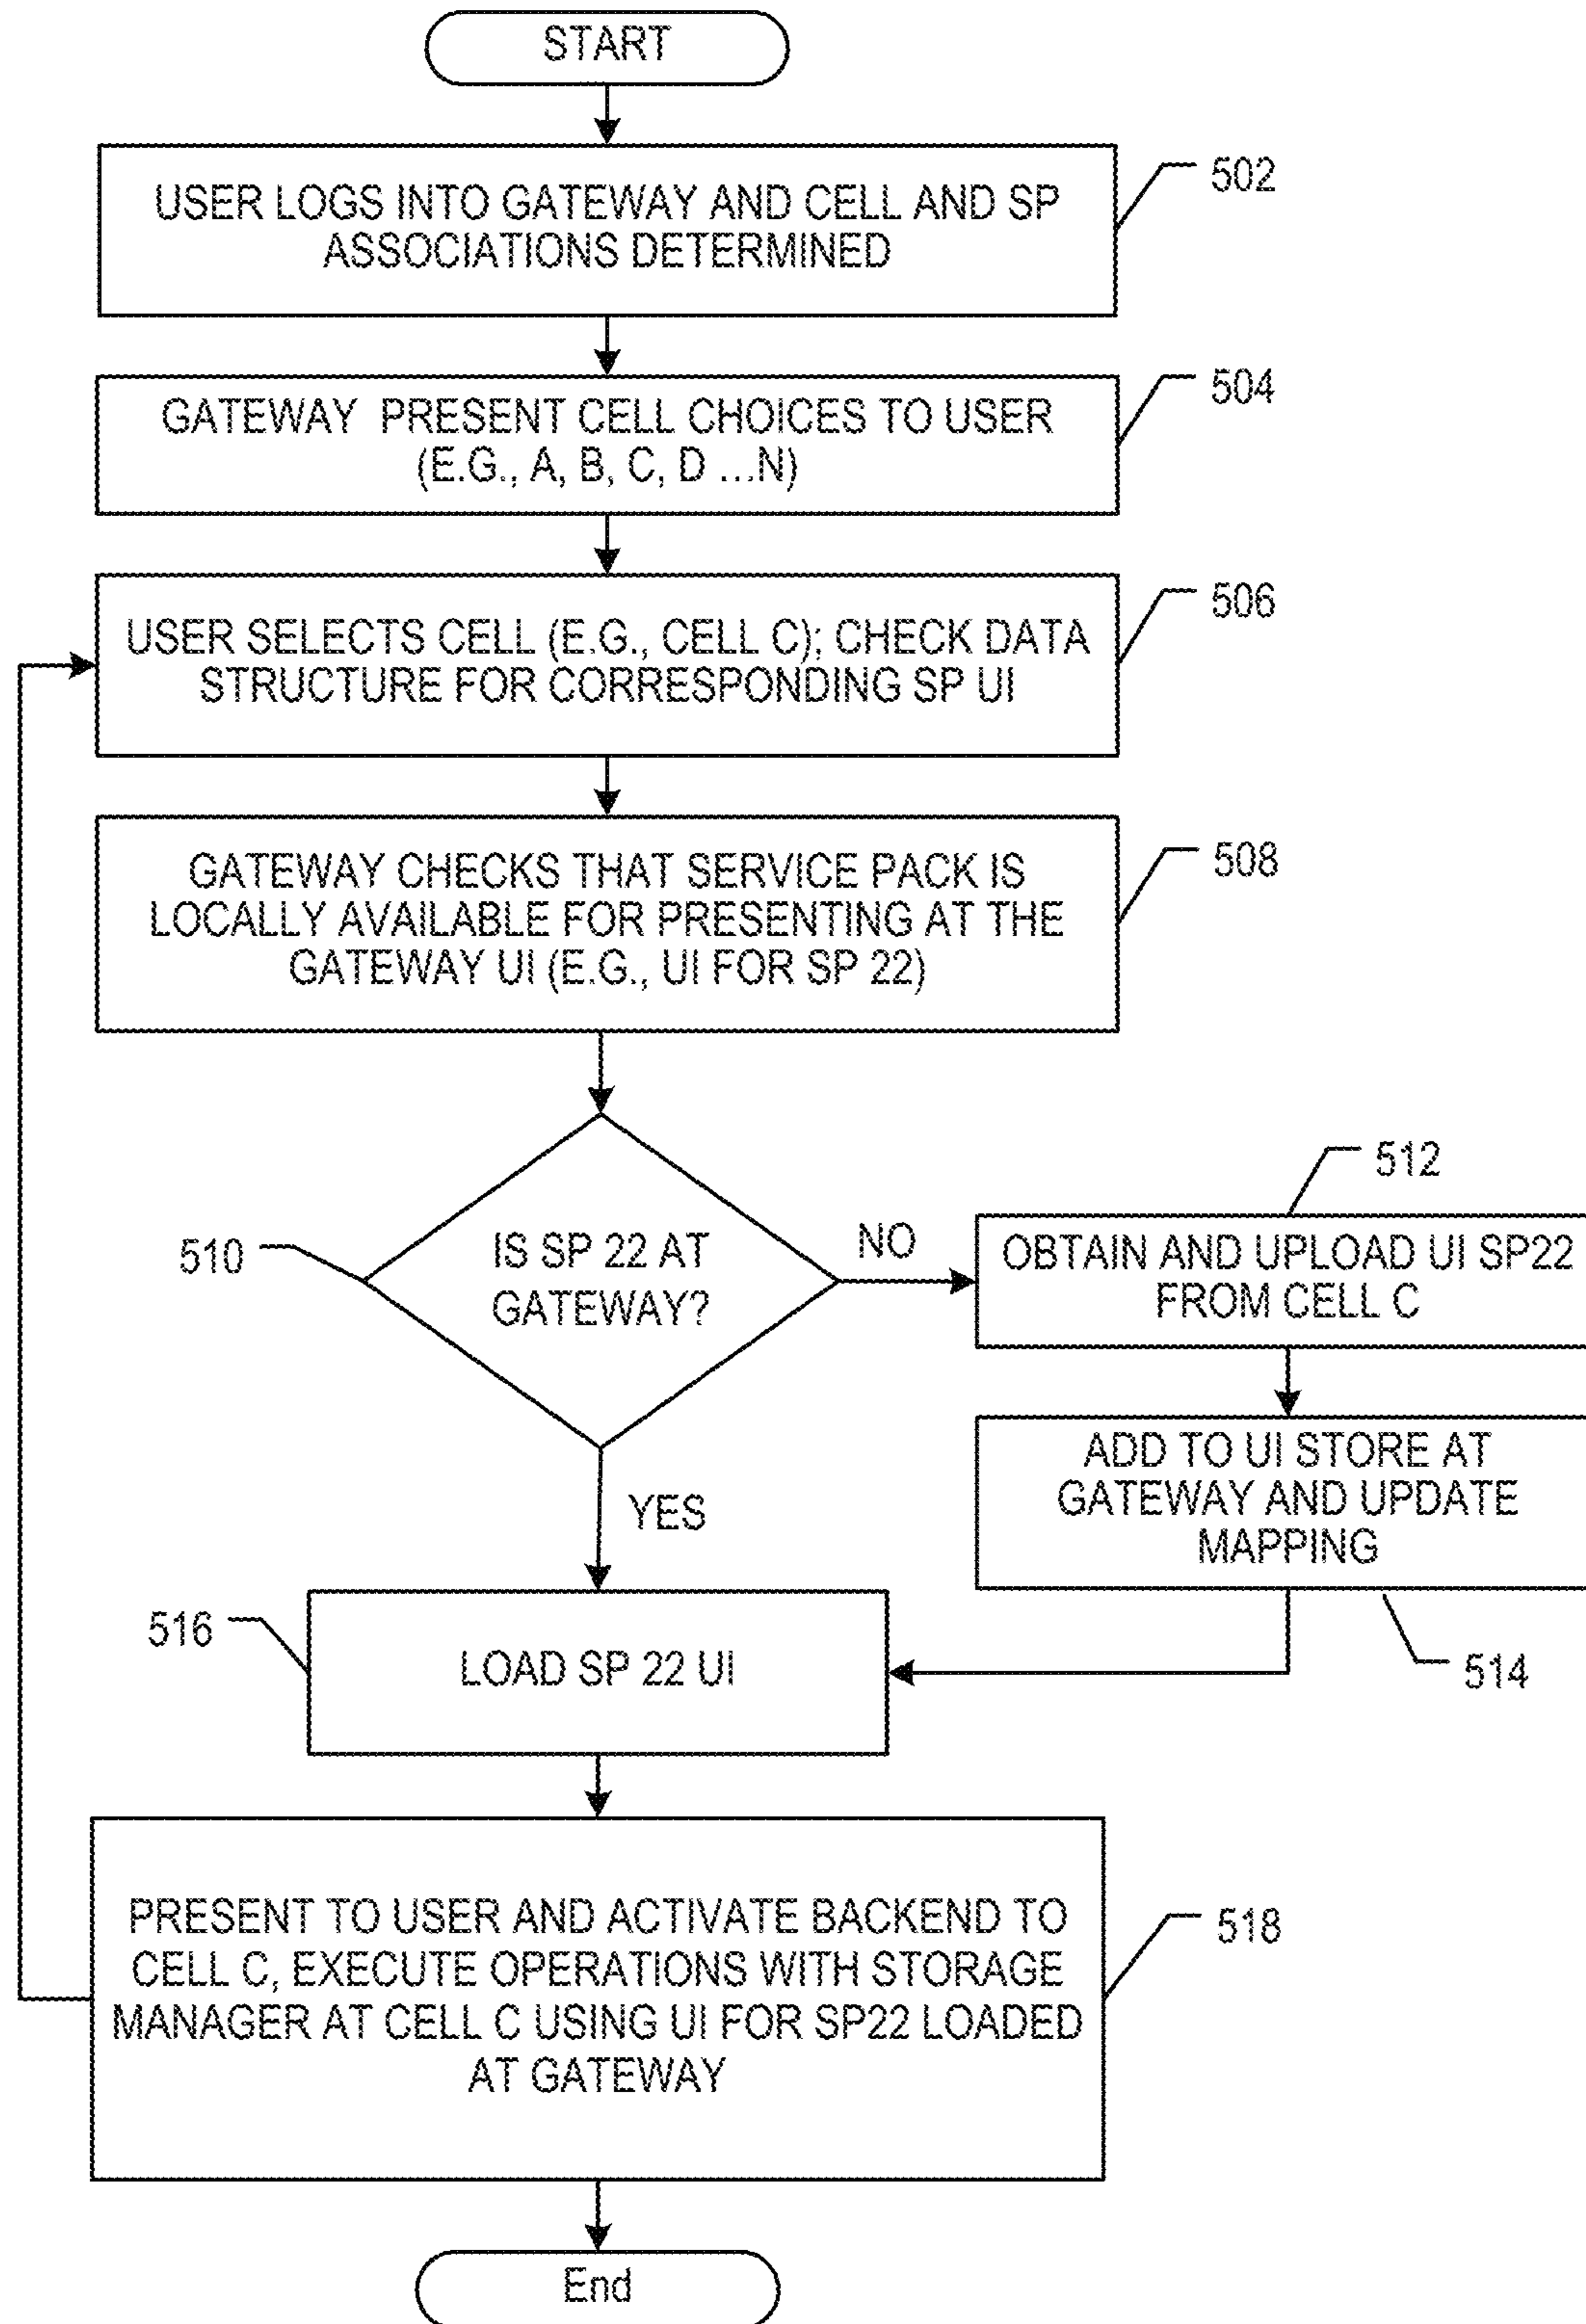 START
USER LOGS INTO GATEWAY AND CELL AND SP
ASSOCIATIONS DETERMINED
502
GATEWAY PRESENT CELL CHOICES TO USER
(E.G., A, B, C, D ...N)
504
USER SELECTS CELL (E.G., CELL C); CHECK DATA
STRUCTURE FOR CORRESPONDING SP UI
506
GATEWAY CHECKS THAT SERVICE PACK IS
LOCALLY AVAILABLE FOR PRESENTING AT THE
GATEWAY UI (E.G., UI FOR SP 22)
508
510
IS SP 22 AT
GATEWAY?
NO
512
OBTAIN AND UPLOAD UI SP22
FROM CELL C
ADD TO UI STORE AT
GATEWAY AND UPDATE
MAPPING
514
YES
516
LOAD SP 22 UI
PRESENT TO USER AND ACTIVATE BACKEND TO
CELL C, EXECUTE OPERATIONS WITH STORAGE
MANAGER AT CELL C USING UI FOR SP22 LOADED
AT GATEWAY
518
End